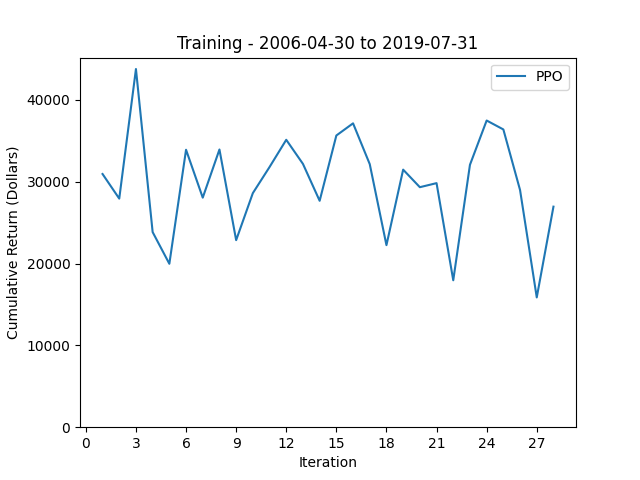 Training - 2006-04-30 to 2019-07-31
PPO
Cumulative Return (Dollars)
40000
30000
20000
10000
0
0 3 6 9 12 15 18 21 24 27
Iteration